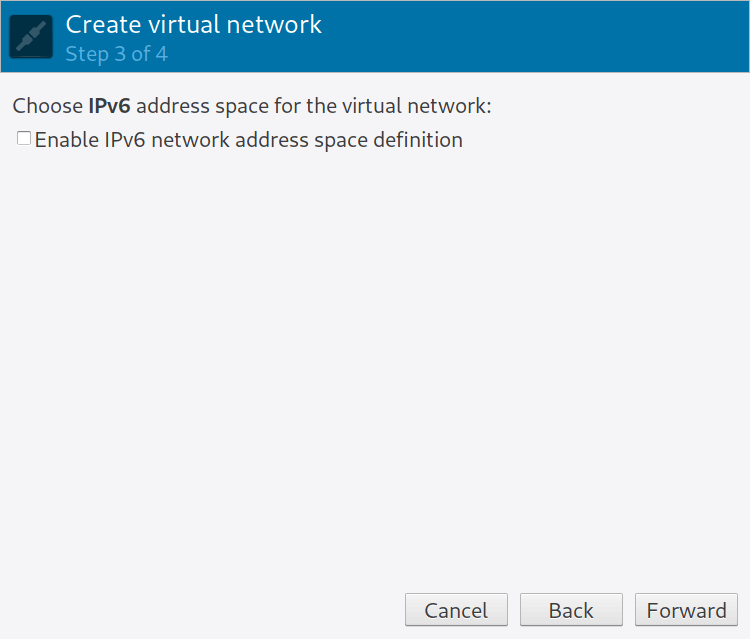 Create virtual network
Step 3 of 4
Choose IPv6 address space for the virtual network:
Enable IPv6 network address space definition
Cancel
Back
Forward